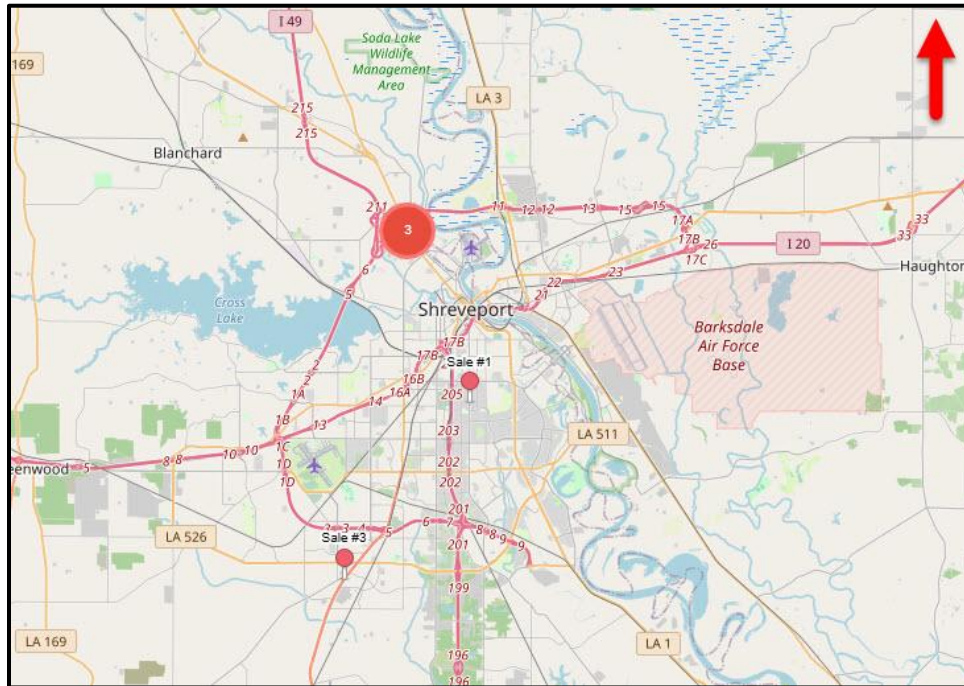 I 49
169
Soda Lake
Wildlife
Management
Area
LA 3
215
215
Blanchard
211
3
11
12
12
13
15
15
17A
17B
26
17C
I 20
33
33
Haughton
6
5
23
22
21
Cross
Lake
Shreveport
Barksdale
Air Force
Base
17B
Sale #1
16B
16A
205
2
2
1A
14
1B
13
203
LA 511
1C
10
10
8
8
5
eenwood
1D
1D
202
202
201
3
3
4
5
6
7
8
8
9
9
Sale #3
201
LA 526
199
LA 169
LA 1
196
196